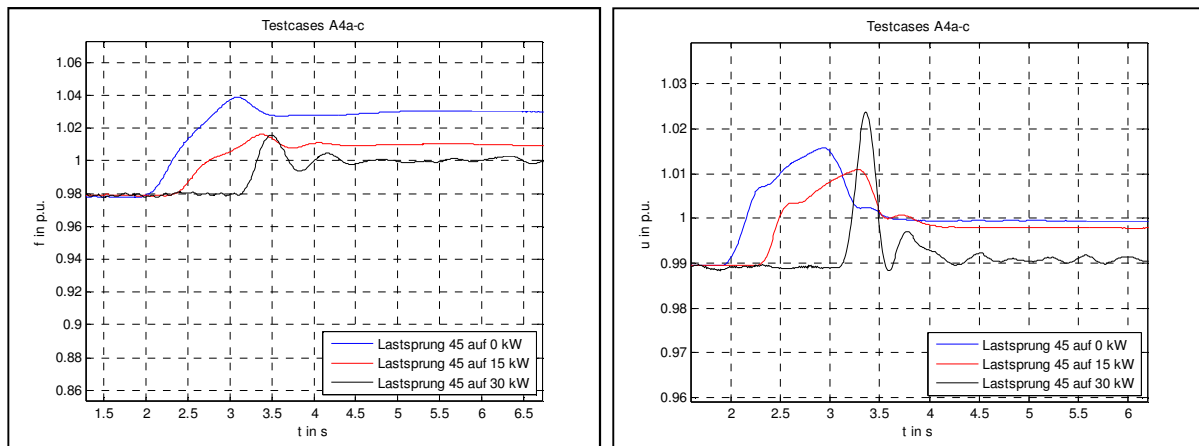 Testcases A4a-c
f in p.u.
1.06
1.04
1.02
1
0.98
0.96
0.94
0.92
0.9
0.88
0.86
Lastsprung 45 auf 0 kW
Lastsprung 45 auf 15 kW
Lastsprung 45 auf 30 kW
1.5 2 2.5 3 3.5 4 4.5 5 5.5 6 6.5
t in s
Testcases A4a-c
u in p.u.
1.03
1.02
1.01
1
0.99
0.98
0.97
0.96
Lastsprung 45 auf 0 kW
Lastsprung 45 auf 15 kW
Lastsprung 45 auf 30 kW
2 2.5 3 3.5 4 4.5 5 5.5 6
t in s